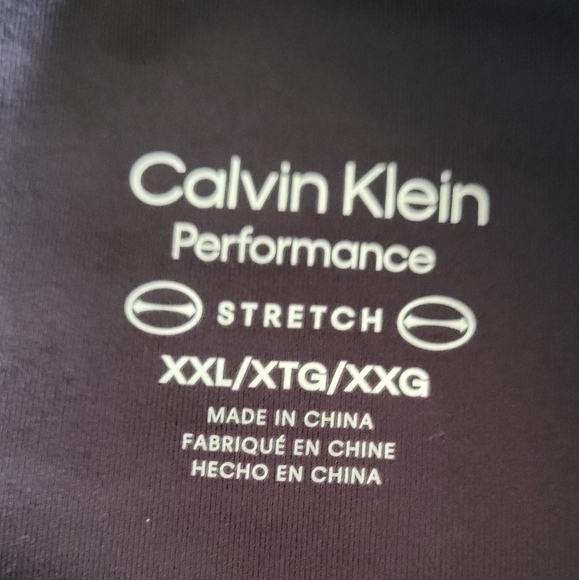 Calvin Klein
Performance
STRETCH
XXL/XTG/XXG
MADE IN CHINA
FABRIQUÉ EN CHINE
HECHO EN CHINA